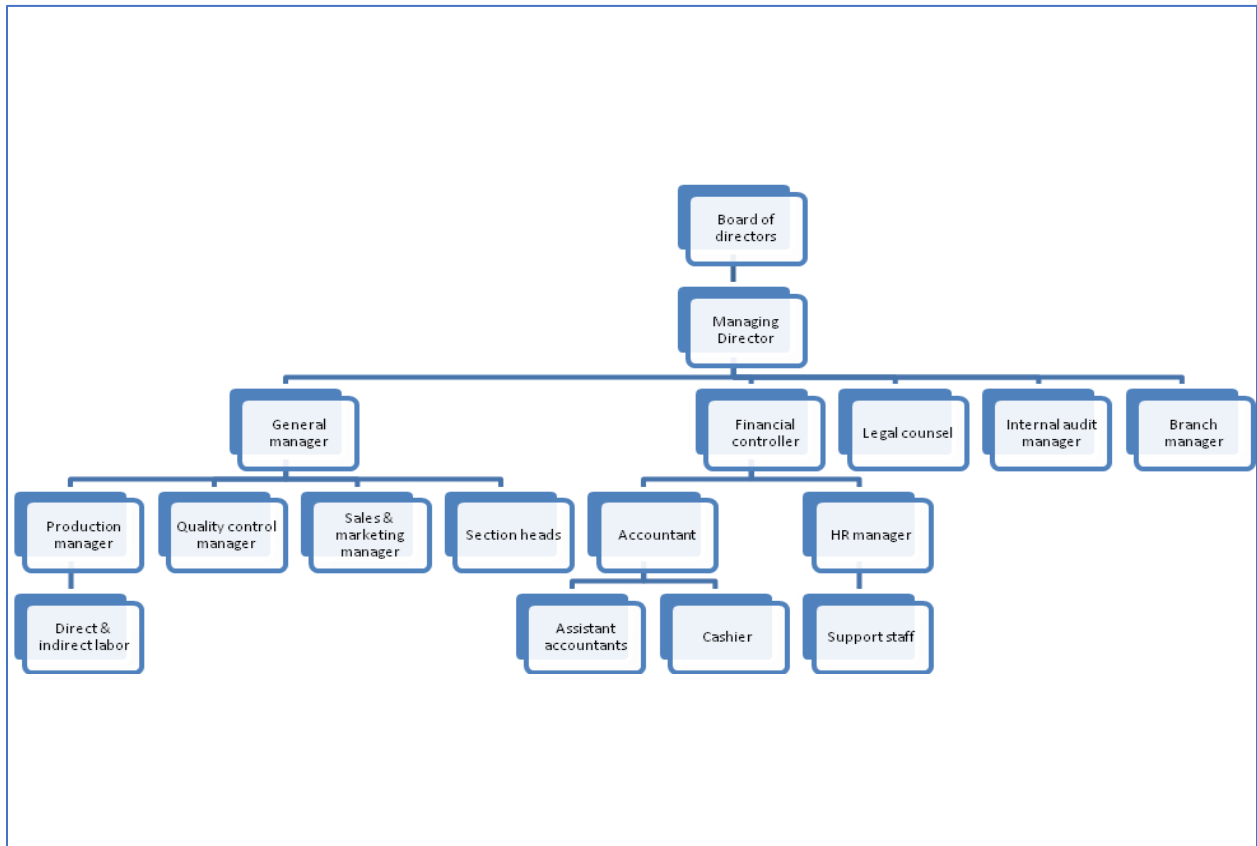 Board of
directors
Managing
Director
General
manager
Financial
controller
Legal counsel
Internal audit
manager
Branch
manager
Production
manager
Quality control
manager
Sales &
marketing
manager
Section heads
Accountant
HR manager
Direct &
indirect labor
Assistant
accountants
Cashier
Support staff